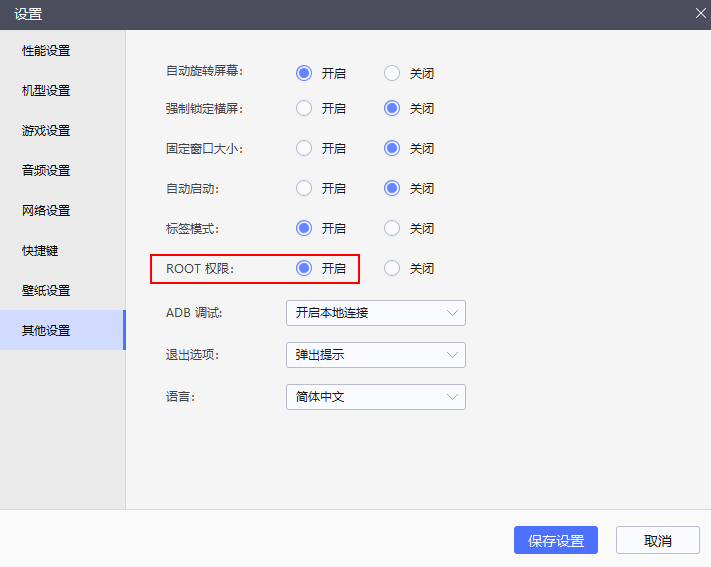 设置
性能设置
机型设置
游戏设置
音频设置
网络设置
快捷键
壁纸设置
其他设置
自动旋转屏幕: 开启 关闭
强制锁定横屏: 开启 关闭
固定窗口大小: 开启 关闭
自动启动: 开启 关闭
标签模式: 开启 关闭
ROOT 权限: 开启 关闭
ADB 调试: 开启本地连接
退出选项: 弹出提示
语言: 简体中文
保存设置 取消